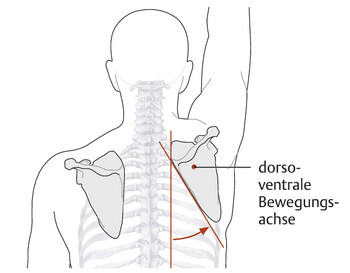 dorso-
ventrale
Bewegungs-
achse